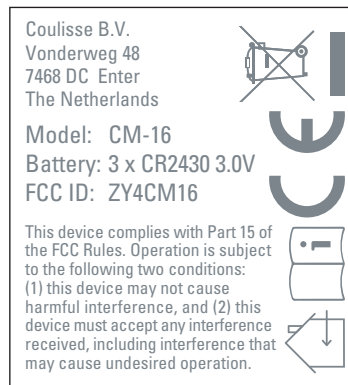 Coulisse B.V.
Vonderweg 48
7468 DC Enter
The Netherlands
Model: CM-16
Battery: 3 x CR2430 3.0V
FCC ID: ZY4CM16
This device complies with Part 15 of
the FCC Rules. Operation is subject
to the following two conditions:
(1) this device may not cause
harmful interference, and (2) this
device must accept any interference
received, including interference that
may cause undesired operation.